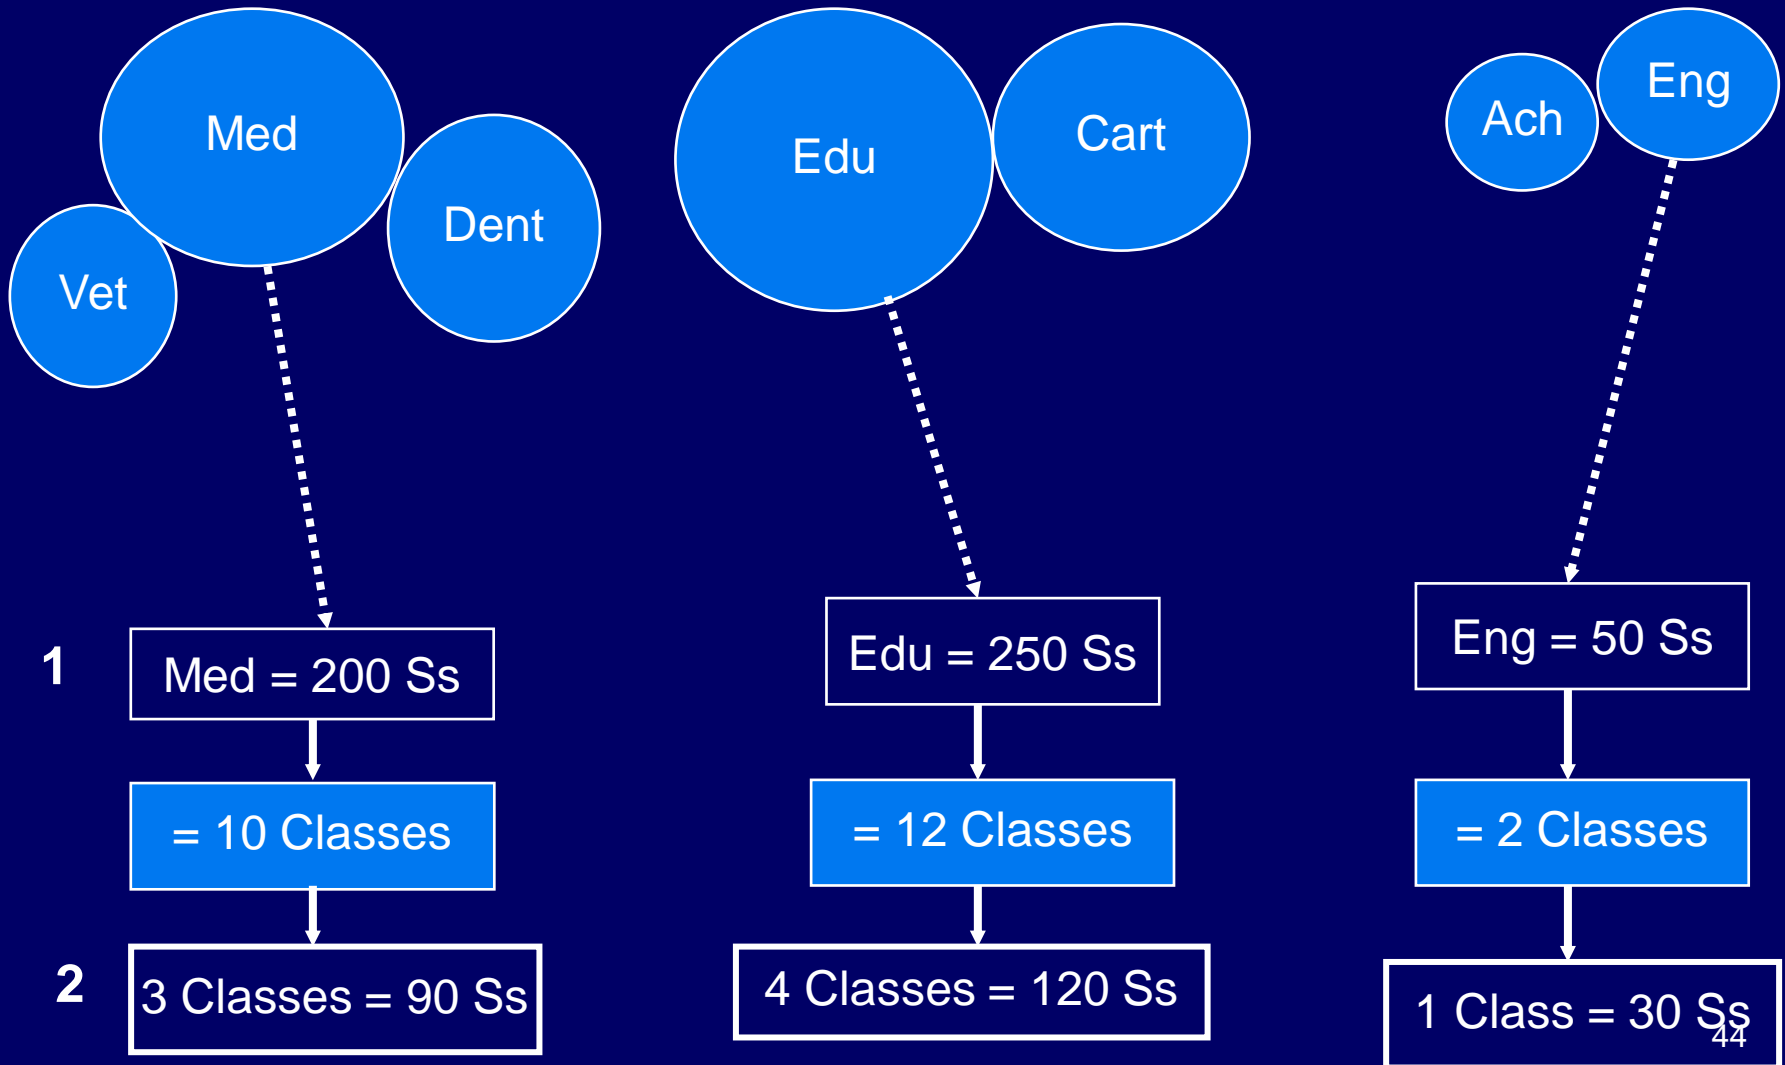 Med
Dent
Vet
Edu
Cart
Ach
Eng
1
Med = 200 Ss
Edu = 250 Ss
Eng = 50 Ss
= 10 Classes
= 12 Classes
= 2 Classes
2
3 Classes = 90 Ss
4 Classes = 120 Ss
1 Class = 30 Ss
44